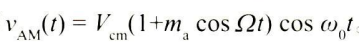 v_AM(t) = V_cm(1+m_a cos Ωt) cos ω_0t